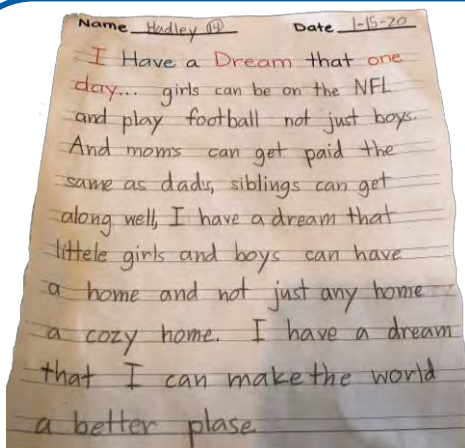 Name Hadley 14 Date 1-15-20
I Have a Dream that one
day... girls can be on the NFL
and play football not just boys.
And moms can get paid the
same as dad's, siblings can get
along well, I have a dream that
littele girls and boys can have
a home and not just any home
a cozy home. I have a dream
that I can make the world
a better plase.